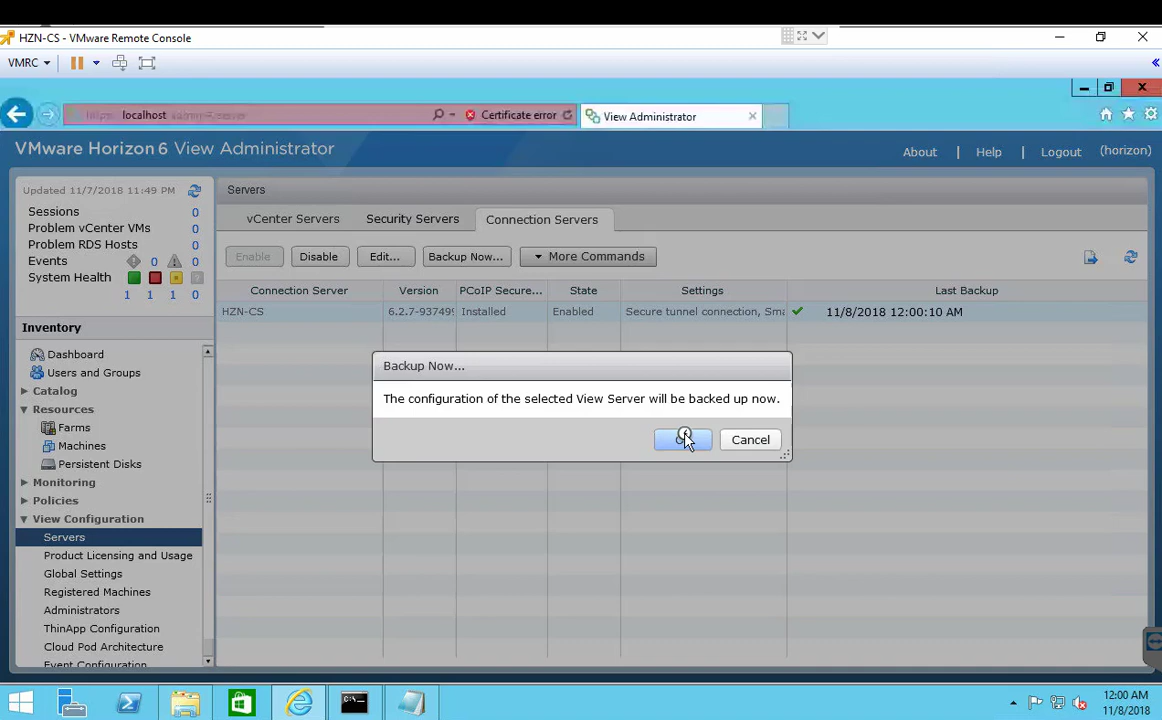 HZN-CS - VMware Remote Console
VMRC
localhost
Certificate error
View Administrator
VMware Horizon 6 View Administrator
About | Help | Logout (horizon)
Updated 11/7/2018 11:49 PM
Servers
Sessions 0
Problem vCenter VMs 0
Problem RDS Hosts 0
Events 0 0
System Health
1 1 1 0
vCenter Servers Security Servers Connection Servers
Enable Disable Edit... Backup Now... More Commands
Connection Server Version PCoIP Secure... State Settings Last Backup
HZN-CS 6.2.7-937499 Installed Enabled Secure tunnel connection, Sma 11/8/2018 12:00:10 AM
Inventory
Dashboard
Users and Groups
Catalog
Resources
Farms
Machines
Persistent Disks
Monitoring
Policies
View Configuration
Servers
Product Licensing and Usage
Global Settings
Registered Machines
Administrators
ThinApp Configuration
Cloud Pod Architecture
Event Configuration
Backup Now...
The configuration of the selected View Server will be backed up now.
Cancel
12:00 AM
11/8/2018